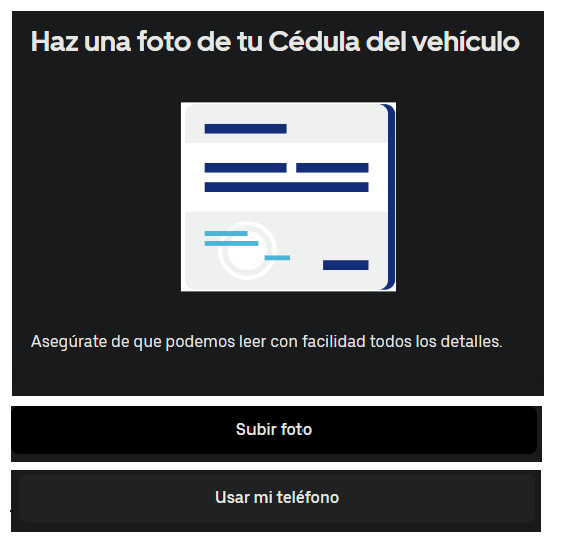 Haz una foto de tu Cédula del vehículo
Asegúrate de que podemos leer con facilidad todos los detalles.
Subir foto
Usar mi teléfono